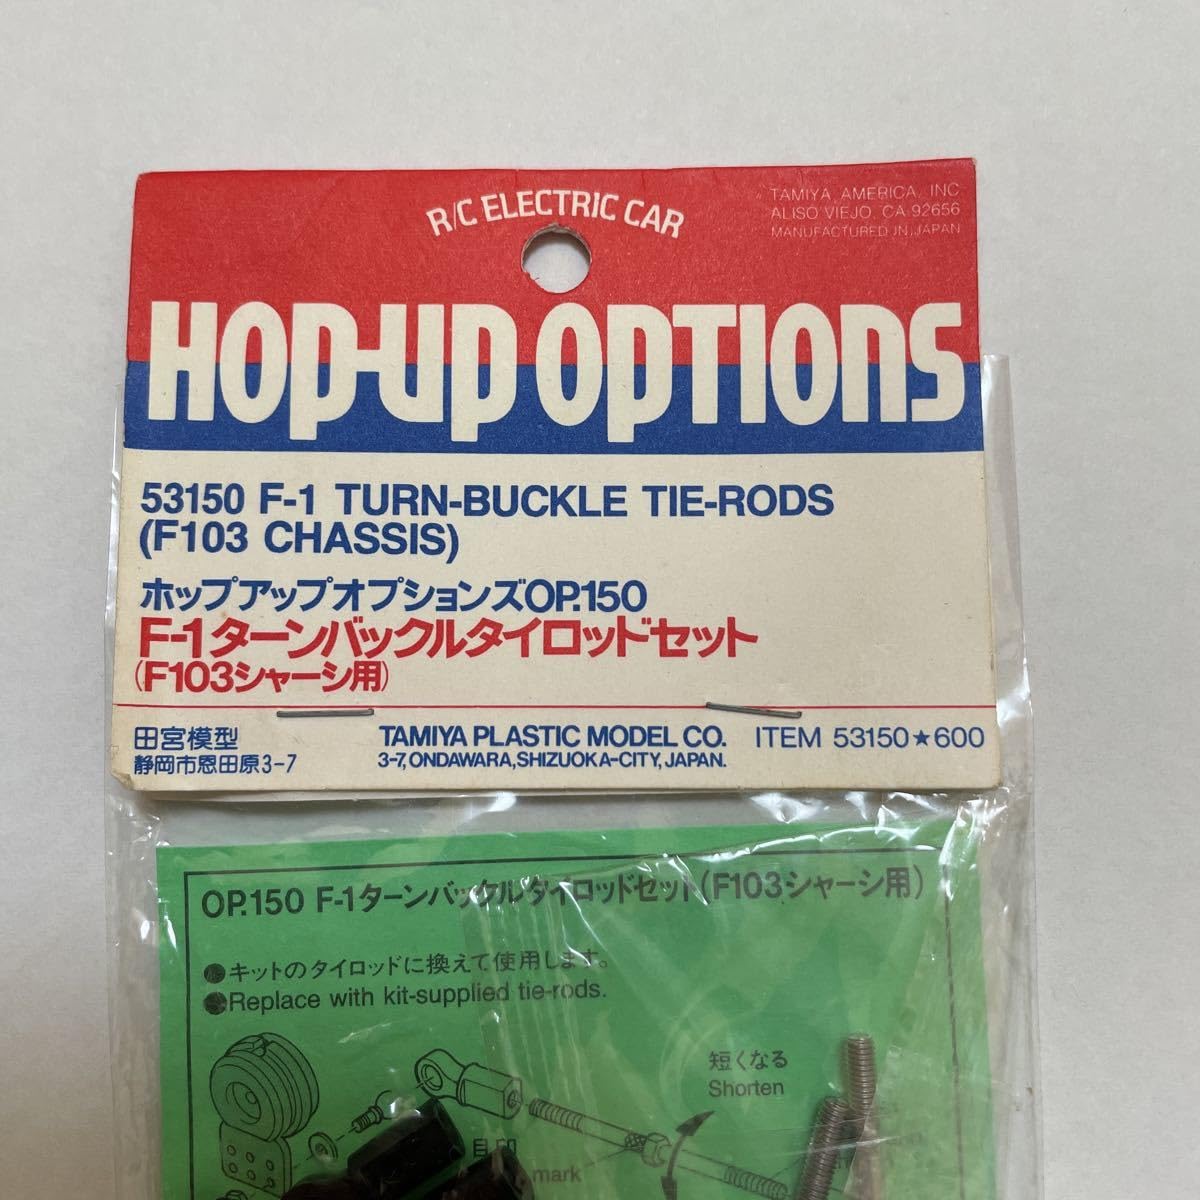 R/C ELECTRIC CAR
TAMIYA AMERICA, INC
ALISO VIEJO, CA 92656
MANUFACTURED IN JAPAN
HOP-UP OPTIONS
53150 F-1 TURN-BUCKLE TIE-RODS
(F103 CHASSIS)
ホップアップオプションズOP.150
F-1ターンバックルタイロッドセット
(F103シャーシ用)
田宮模型
静岡市恩田原3-7
TAMIYA PLASTIC MODEL CO.
3-7, ONDAWARA, SHIZUOKA-CITY, JAPAN.
ITEM 53150★600
OP.150 F-1ターンバックルタイロッドセット(F103シャーシ用)
●キットのタイロッドに換えて使用します。
●Replace with kit-supplied tie-rods.
短くなる
Shorten
目印
mark